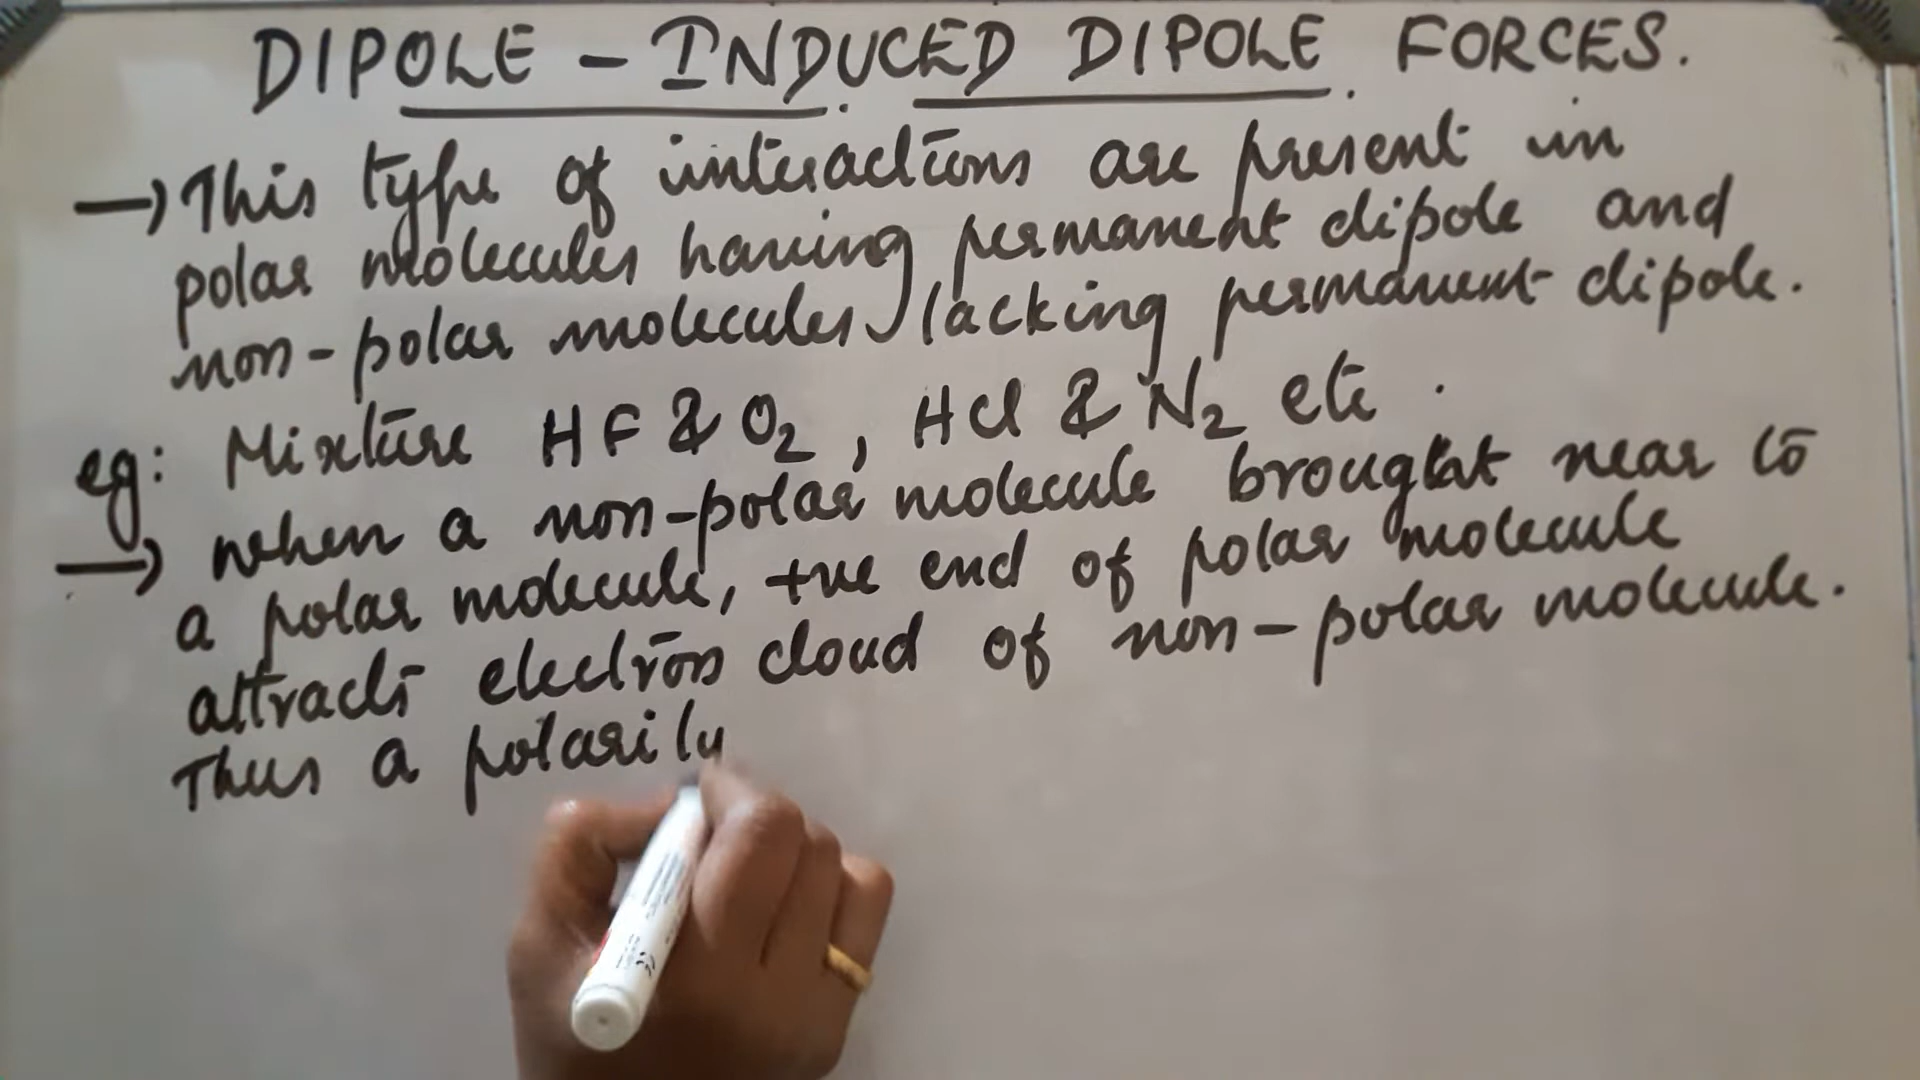 DIPOLE - INDUCED DIPOLE FORCES.
→ This type of interactions are present in
polar molecules having permanent dipole and
non-polar molecules lacking permanent dipole.
eg: Mixture HF & O₂, HCl & N₂ etc.
→ when a non-polar molecule brought near to
a polar molecule, +ve end of polar molecule
attracts electron cloud of non-polar molecule.
Thus a polarity